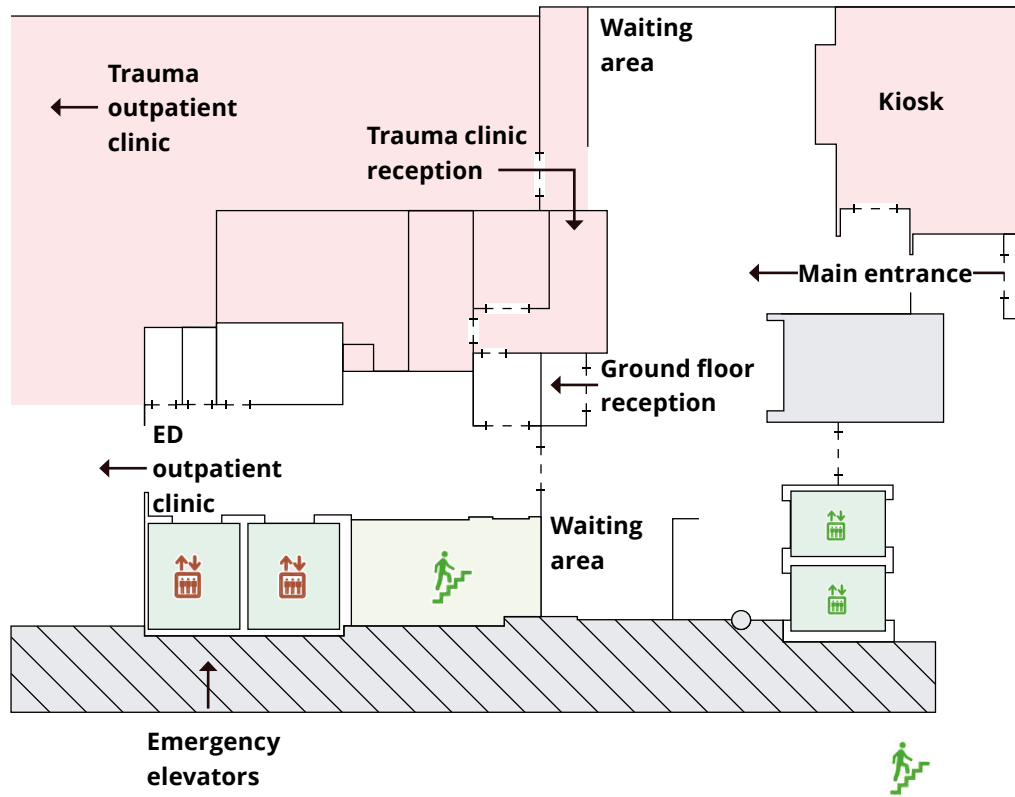 Waiting
area
Trauma
outpatient
clinic
Kiosk
Trauma clinic
reception
Main entrance
Ground floor
reception
ED
outpatient
clinic
Waiting
area
Emergency
elevators